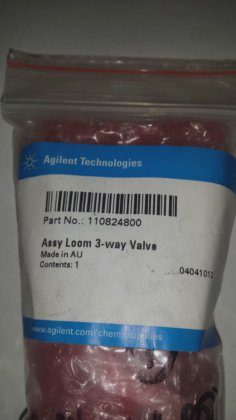 Agilent Technologies
Part No.: 110824800
Assy Loom 3-way Valve
Made in AU
Contents: 1
04041012
www.agilent.com/chem/supplies